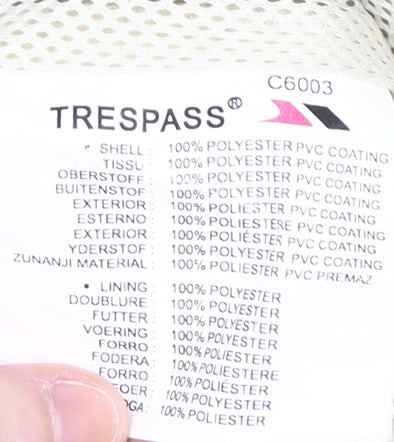 C6003
TRESPASS®
• SHELL : 100% POLYESTER PVC COATING
TISSU : 100% POLYESTER PVC COATING
OBERSTOFF : 100% POLYESTER PVC COATING
BUITENSTOF : 100% POLYESTER PVC COATING
EXTERIOR : 100% POLIESTER PVC COATING
ESTERNO : 100% POLIESTERE PVC COATING
EXTERIOR : 100% POLIÉSTER PVC COATING
YDERSTOF : 100% POLYESTER PVC COATING
ZUNANJI MATERIAL : 100% POLIESTER PVC PREMAZ
• LINING : 100% POLYESTER
DOUBLURE : 100% POLYESTER
FUTTER : 100% POLYESTER
VOERING : 100% POLYESTER
FORRO : 100% POLIESTER
FODERA : 100% POLIESTERE
FORRO : 100% POLIÉSTER
: 100% POLYESTER
: 100% POLIESTER